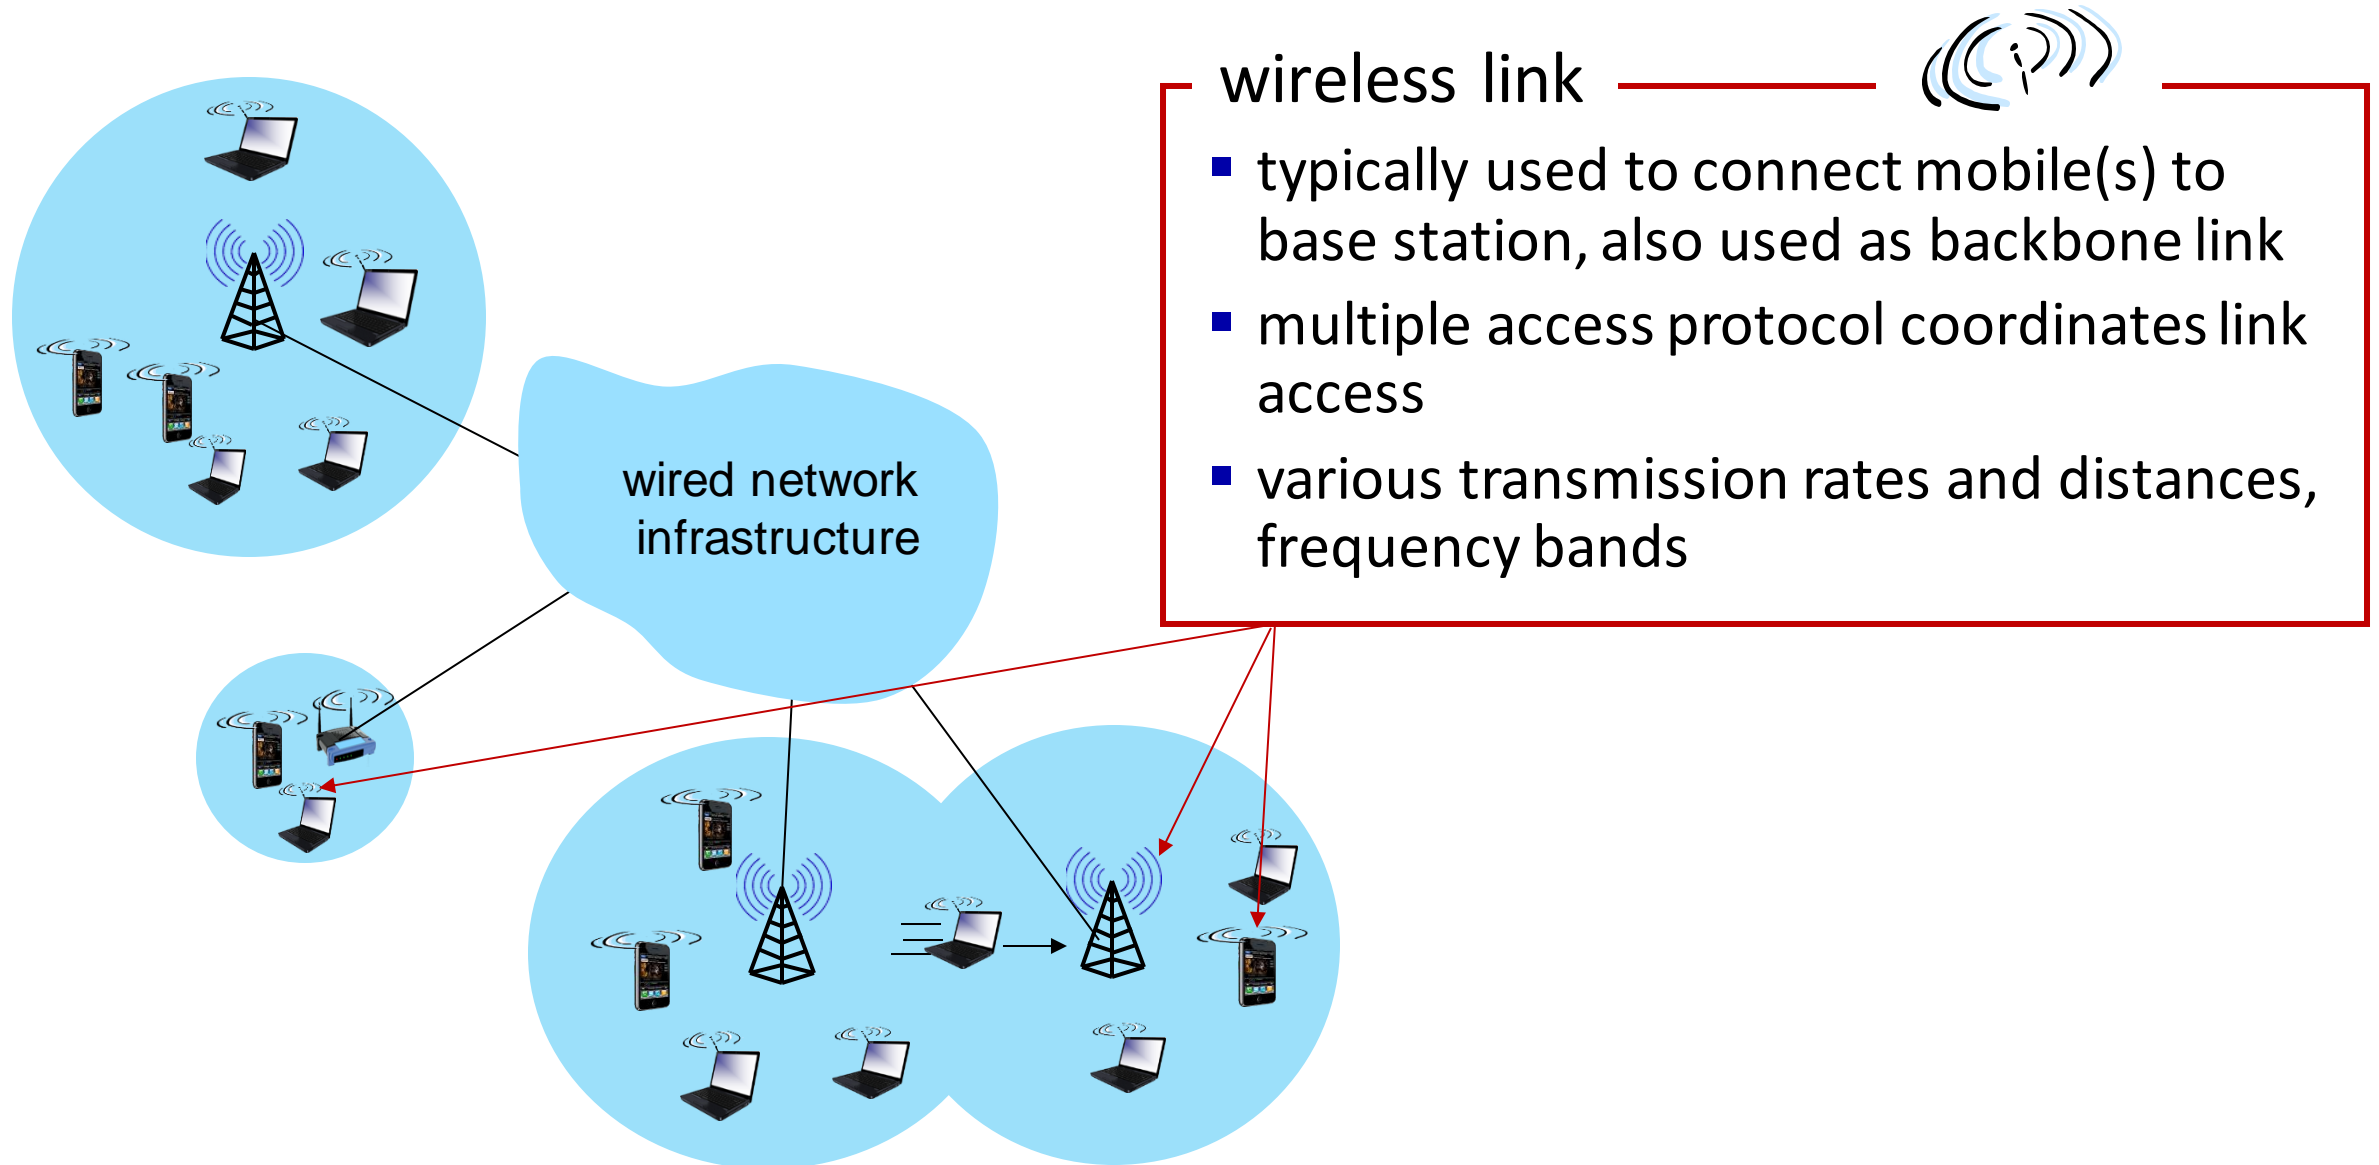 wireless link
typically used to connect mobile(s) to
base station, also used as backbone link
multiple access protocol coordinates link
access
various transmission rates and distances,
frequency bands
wired network
infrastructure